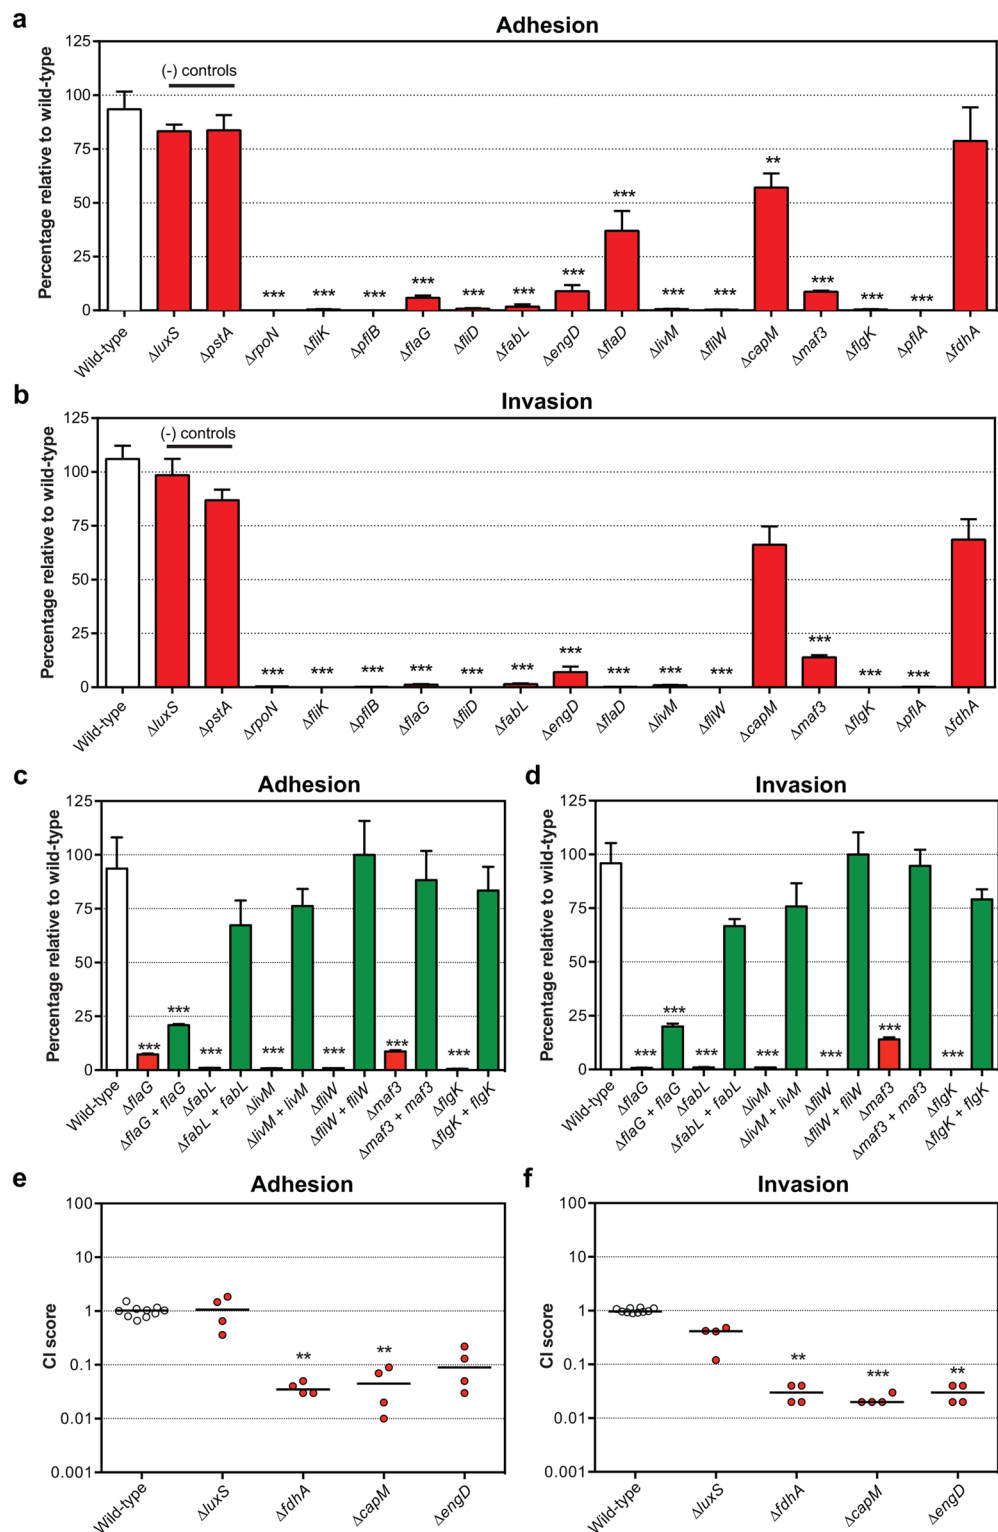 a
Adhesion
Percentage relative to wild-type
125
100
75
50
25
0
(-) controls
*** *** *** *** *** *** *** *** *** *** ** *** *** ***
Wild-type ΔluxS ΔpstA ΔrpoN ΔfliK ΔpflB ΔflaG ΔfliD ΔfabL ΔengD ΔflaD ΔlivM ΔfliW ΔcapM Δmaf3 ΔflgK ΔpflA ΔfdhA
b
Invasion
Percentage relative to wild-type
125
100
75
50
25
0
(-) controls
*** *** *** *** *** *** *** *** *** *** *** *** ***
Wild-type ΔluxS ΔpstA ΔrpoN ΔfliK ΔpflB ΔflaG ΔfliD ΔfabL ΔengD ΔflaD ΔlivM ΔfliW ΔcapM Δmaf3 ΔflgK ΔpflA ΔfdhA
c
Adhesion
Percentage relative to wild-type
125
100
75
50
25
0
*** *** *** *** *** *** ***
Wild-type ΔflaG ΔflaG + flaG ΔfabL ΔfabL + fabL ΔlivM ΔlivM + livM ΔfliW ΔfliW + fliW Δmaf3 Δmaf3 + maf3 ΔflgK ΔflgK + flgK
d
Invasion
Percentage relative to wild-type
125
100
75
50
25
0
*** *** *** *** *** *** ***
Wild-type ΔflaG ΔflaG + flaG ΔfabL ΔfabL + fabL ΔlivM ΔlivM + livM ΔfliW ΔfliW + fliW Δmaf3 Δmaf3 + maf3 ΔflgK ΔflgK + flgK
e
Adhesion
CI score
100
10
1
0.1
0.01
0.001
** **
Wild-type ΔluxS ΔfdhA ΔcapM ΔengD
f
Invasion
CI score
100
10
1
0.1
0.01
0.001
** *** **
Wild-type ΔluxS ΔfdhA ΔcapM ΔengD